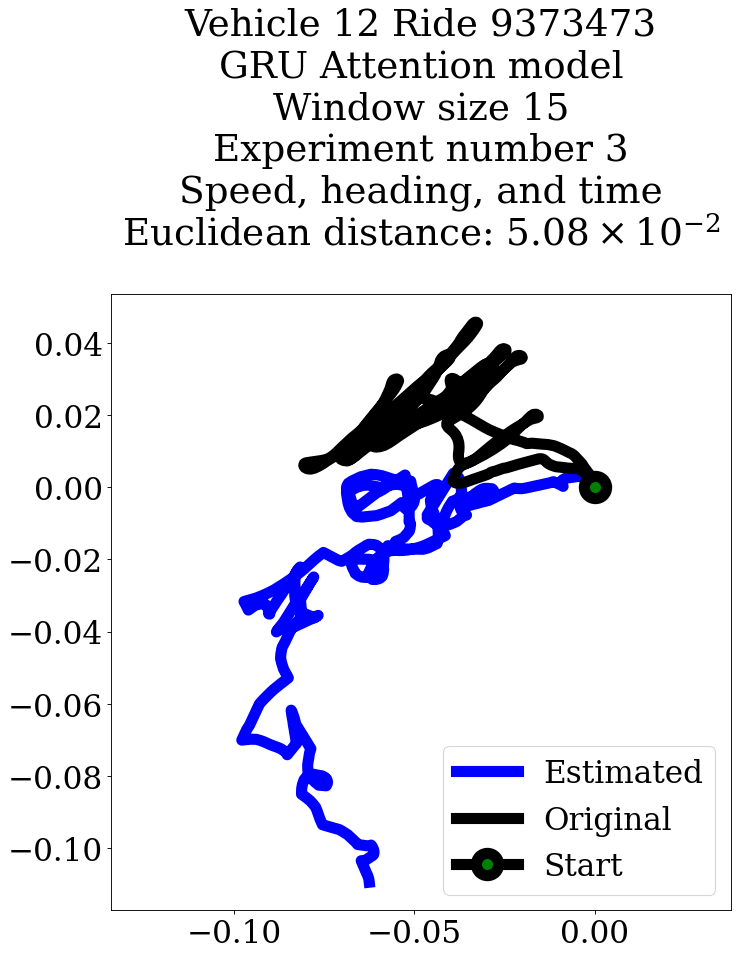 Vehicle 12 Ride 9373473
GRU Attention model
Window size 15
Experiment number 3
Speed, heading, and time
Euclidean distance: 5.08 × 10⁻²
0.04
0.02
0.00
−0.02
−0.04
−0.06
−0.08
−0.10
Estimated
Original
Start
−0.10
−0.05
0.00